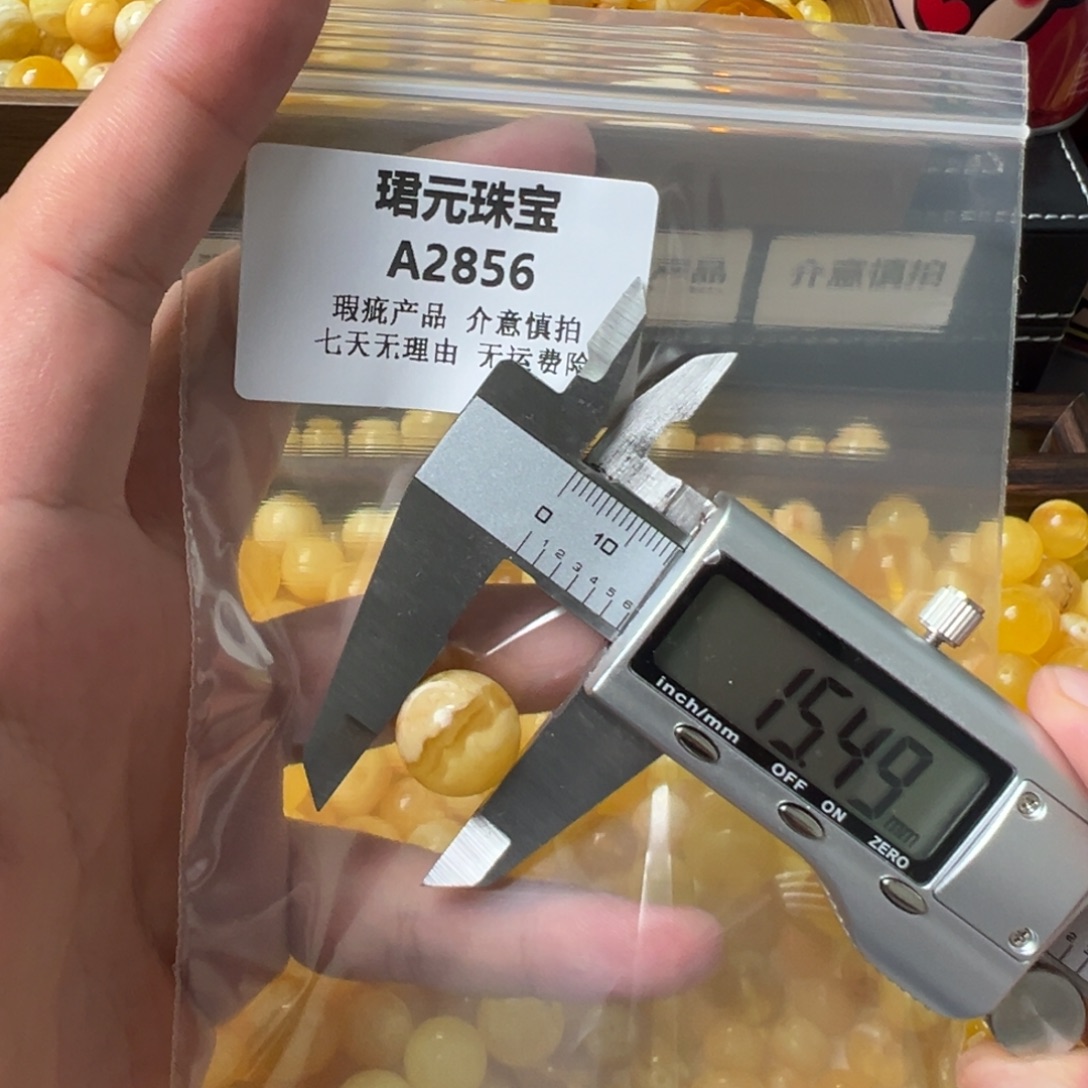 珺元珠宝
A2856
瑕疵产品 介意慎拍
七天无理由 无运费险
介意慎拍
0 10
1 2 3 4 5 6
15.49 mm
inch/mm
OFF ON
ZERO